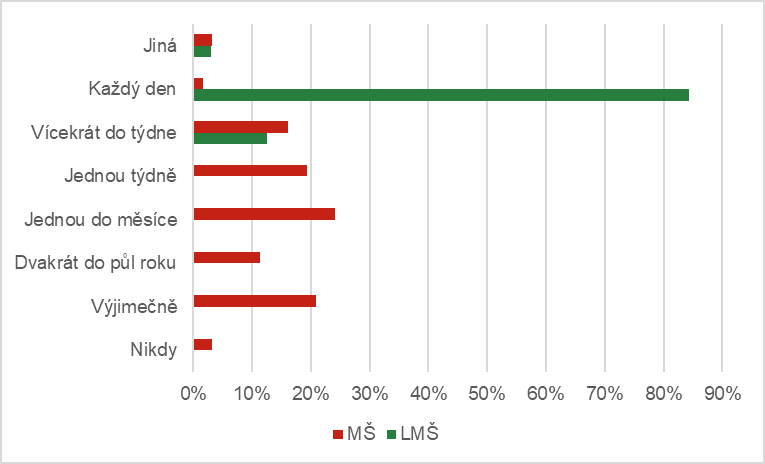 Jiná
Každý den
Vícekrát do týdne
Jednou týdně
Jednou do měsíce
Dvakrát do půl roku
Výjimečně
Nikdy
0% 10% 20% 30% 40% 50% 60% 70% 80% 90%
MŠ LMŠ